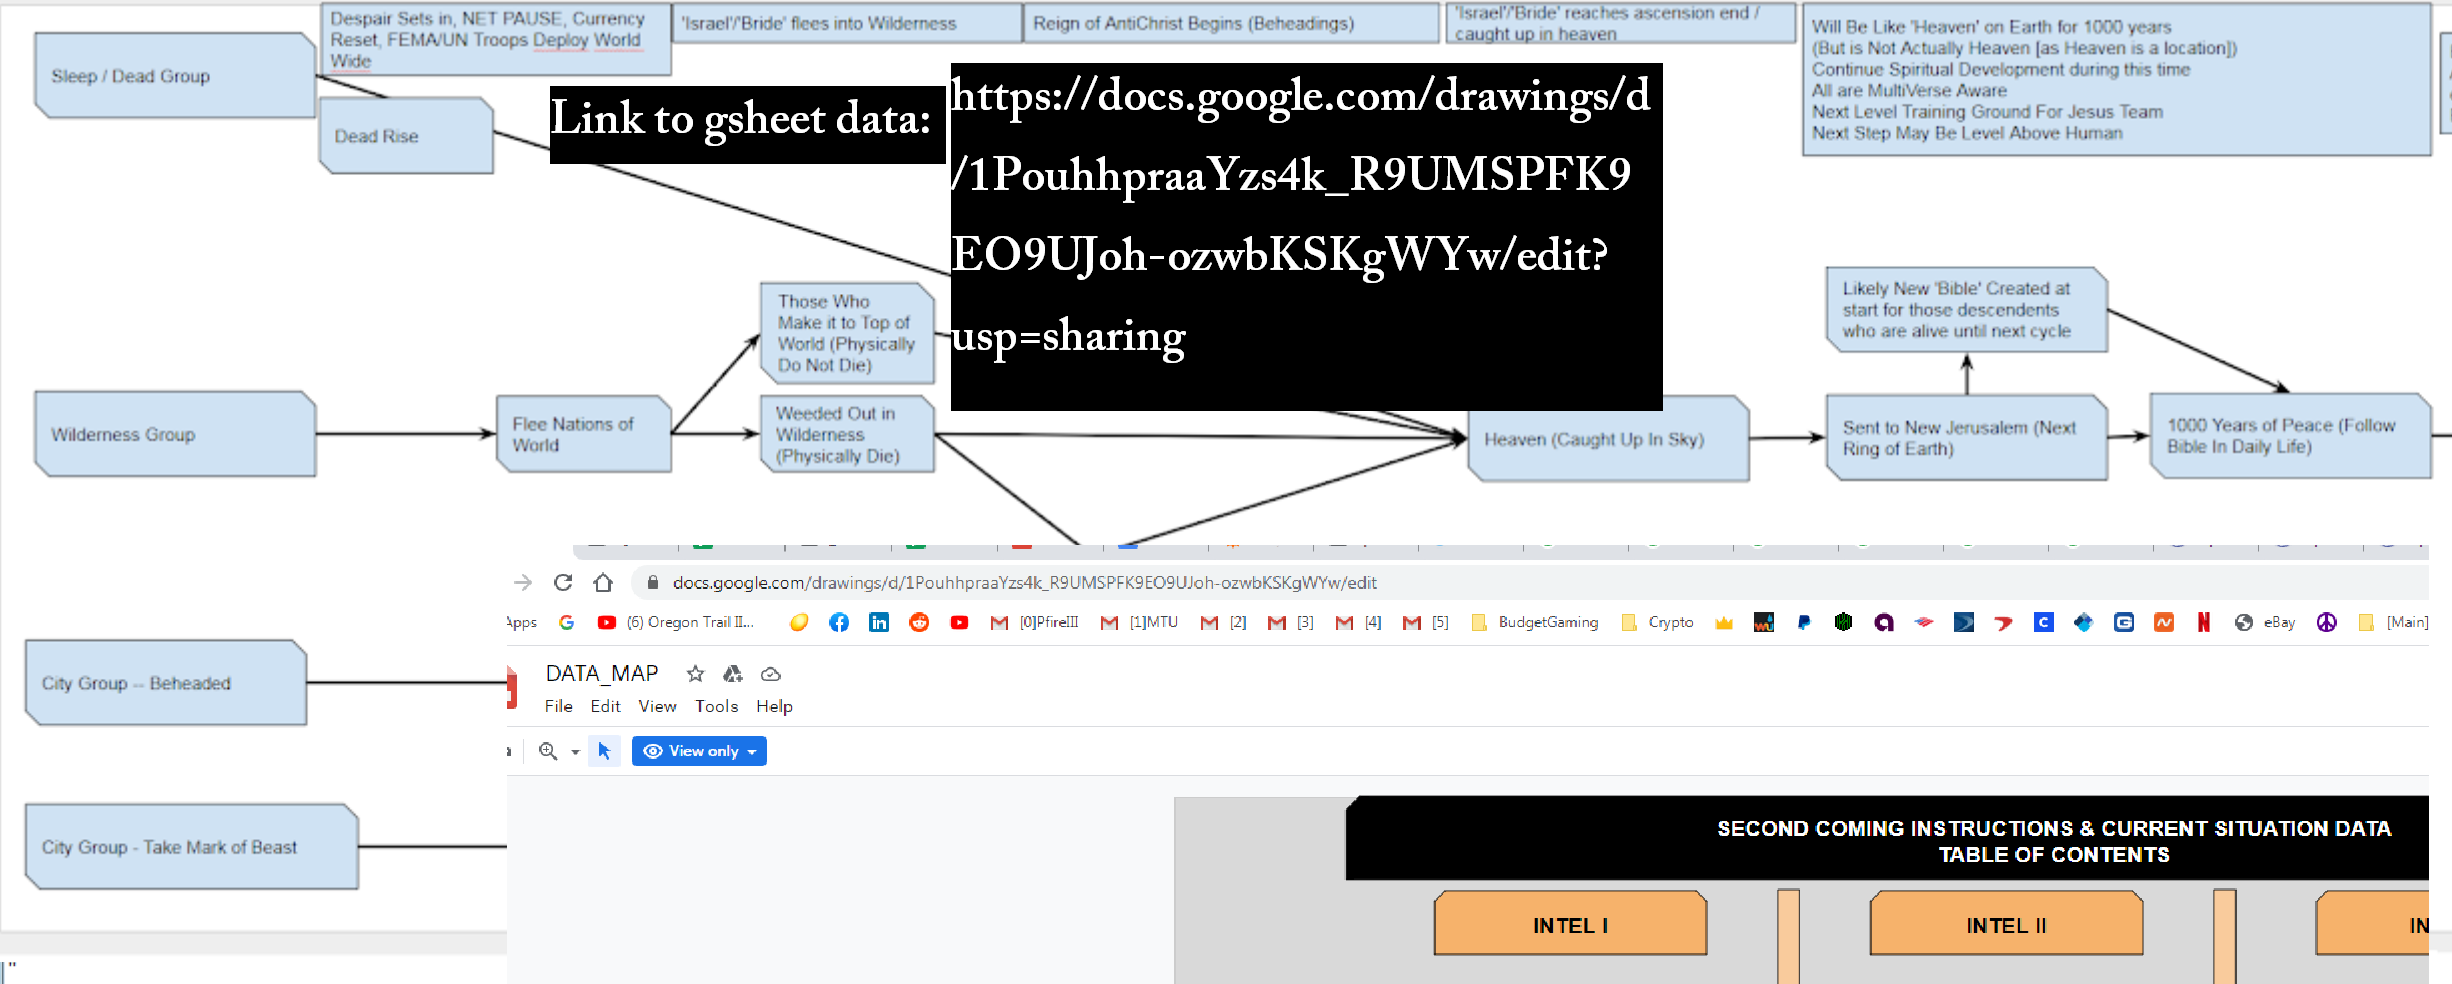 Despair Sets in, NET PAUSE, Currency
Reset, FEMA/UN Troops Deploy World
Wide
'Israel'/'Bride' flees into Wilderness
Reign of AntiChrist Begins (Beheadings)
'Israel'/'Bride' reaches ascension end /
caught up in heaven
Will Be Like 'Heaven' on Earth for 1000 years
(But is Not Actually Heaven [as Heaven is a location])
Continue Spiritual Development during this time
All are MultiVerse Aware
Next Level Training Ground For Jesus Team
Next Step May Be Level Above Human
Sleep / Dead Group
Dead Rise
Link to gsheet data:
https://docs.google.com/drawings/d
/1PouhhpraaYzs4k_R9UMSPFK9
EO9UJoh-ozwbKSKgWYw/edit?
usp=sharing
Those Who
Make it to Top of
World (Physically
Do Not Die)
Likely New 'Bible' Created at
start for those descendents
who are alive until next cycle
Wilderness Group
Flee Nations of
World
Weeded Out in
Wilderness
(Physically Die)
Heaven (Caught Up In Sky)
Sent to New Jerusalem (Next
Ring of Earth)
1000 Years of Peace (Follow
Bible In Daily Life)
docs.google.com/drawings/d/1PouhhpraaYzs4k_R9UMSPFK9EO9UJoh-ozwbKSKgWYw/edit
Apps (6) Oregon Trail II... [0]PfireIII [1]MTU [2] [3] [4] [5] BudgetGaming Crypto eBay [Main]
City Group -- Beheaded
DATA_MAP
File Edit View Tools Help
View only
City Group - Take Mark of Beast
SECOND COMING INSTRUCTIONS & CURRENT SITUATION DATA
TABLE OF CONTENTS
INTEL I
INTEL II
IN
"